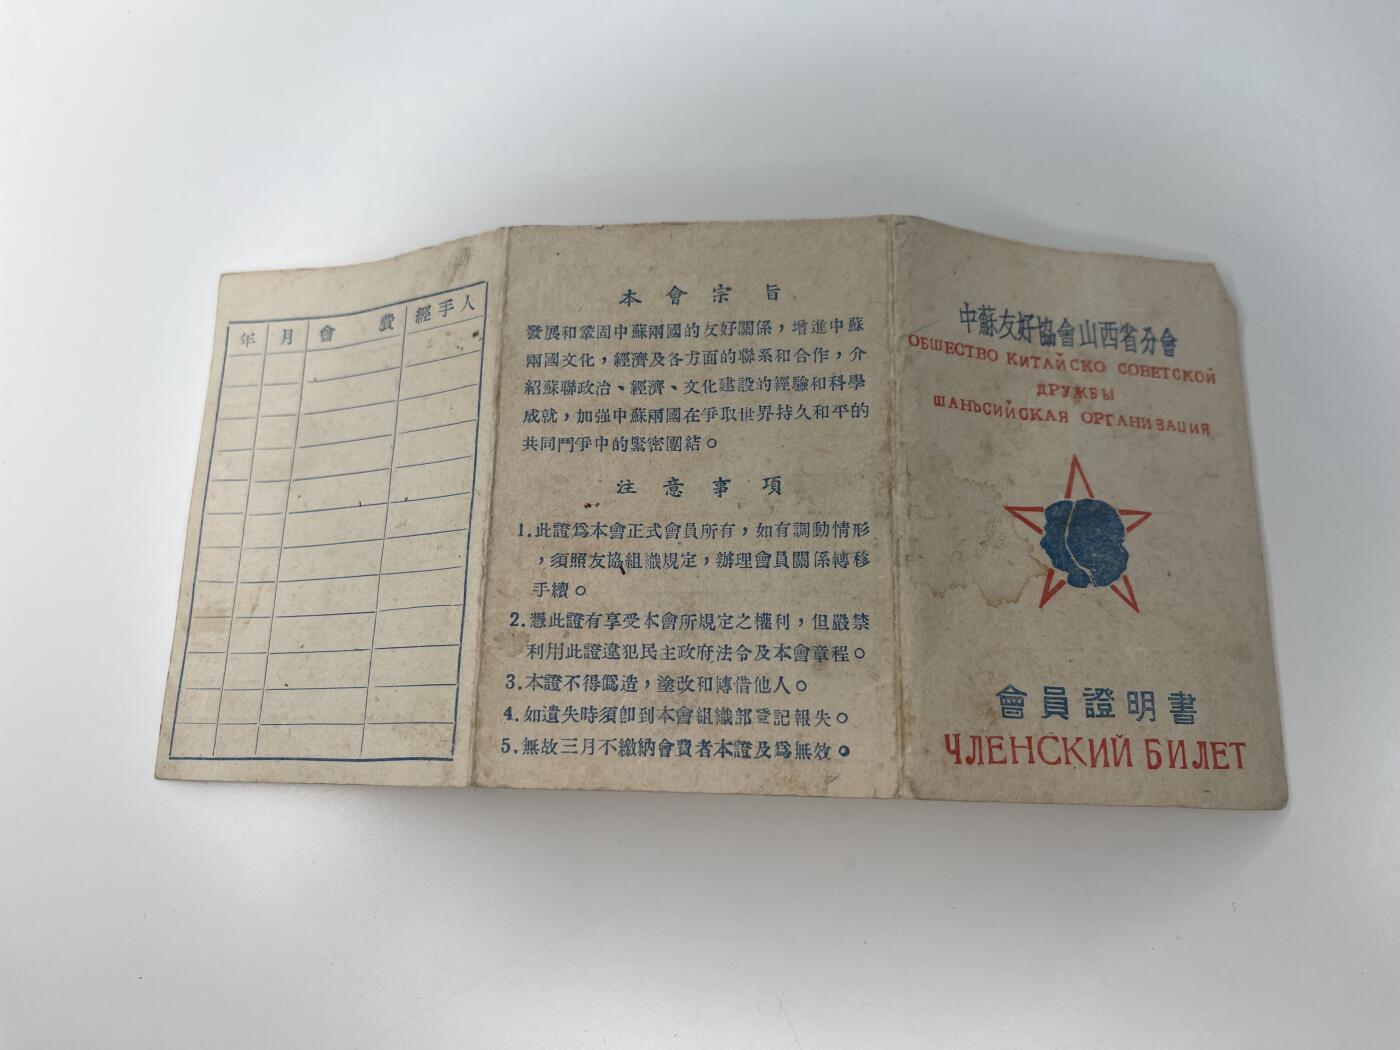 年 月 會 費 經手人
本會宗旨
發展和鞏固中蘇兩國的友好關係，增進中蘇
兩國文化，經濟及各方面的聯系和合作，介
紹蘇聯政治、經濟、文化建設的經驗和科學
成就，加强中蘇兩國在爭取世界持久和平的
共同鬥爭中的緊密團結。
注意事項
1.此證爲本會正式會員所有，如有調動情形
，須照友協組織規定，辦理會員關係轉移
手續。
2.憑此證有享受本會所規定之權利，但嚴禁
利用此證違犯民主政府法令及本會章程。
3.本證不得僞造，塗改和轉借他人。
4.如遺失時須卽到本會組織部登記報失。
5.無故三月不繳納會費者本證及爲無效。
中蘇友好協會山西省分會
ОБШЕСТВО КИТАЙСКО СОВЕТСКОЙ
ДРУЖБЫ
ШАНЬСИЙСКАЯ ОРГАНИЗАЦИЯ
會員證明書
ЧЛЕНСКИЙ БИЛЕТ